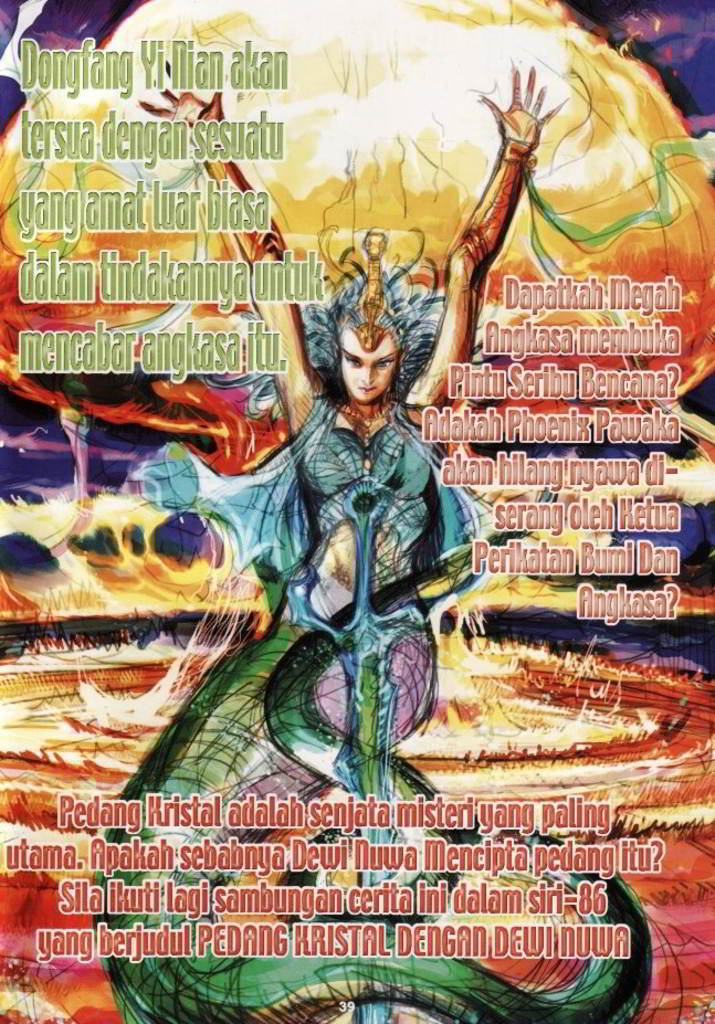 Dongfang Yi Nian akan
tersua dengan sesuatu
yang amat luar biasa
dalam tindakannya untuk
mencabar angkasa itu.
Dapatkah Megah
Angkasa membuka
Pintu Seribu Bencana?
Adakah Phoenix Pawaka
akan hilang nyawa di-
serang oleh Ketua
Perikatan Bumi Dan
Angkasa?
Pedang Kristal adalah senjata misteri yang paling
utama. Apakah sebabnya Dewi Nuwa Mencipta pedang itu?
Sila ikuti lagi sambungan cerita ini dalam siri-86
yang berjudul PEDANG KRISTAL DENGAN DEWI NUWA
39